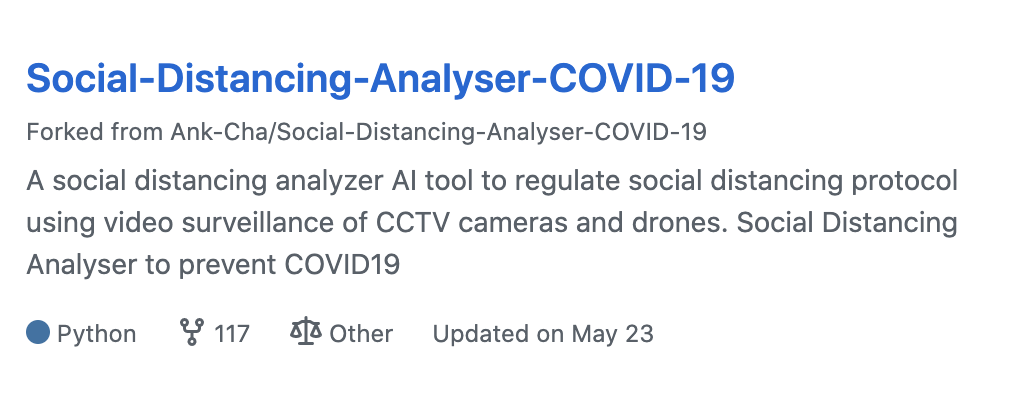 Social-Distancing-Analyser-COVID-19
Forked from Ank-Cha/Social-Distancing-Analyser-COVID-19
A social distancing analyzer AI tool to regulate social distancing protocol
using video surveillance of CCTV cameras and drones. Social Distancing
Analyser to prevent COVID19
Python 117 Other Updated on May 23